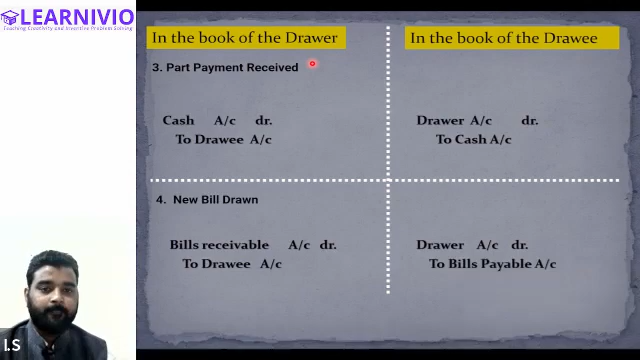 LEARNIVIO
Teaching Creativity and Inventive Problem Solving
In the book of the Drawer
In the book of the Drawee
3. Part Payment Received
Cash A/c dr.
To Drawee A/c
Drawer A/c dr.
To Cash A/c
4. New Bill Drawn
Bills receivable A/c dr.
To Drawee A/c
Drawer A/c dr.
To Bills Payable A/c
I.S